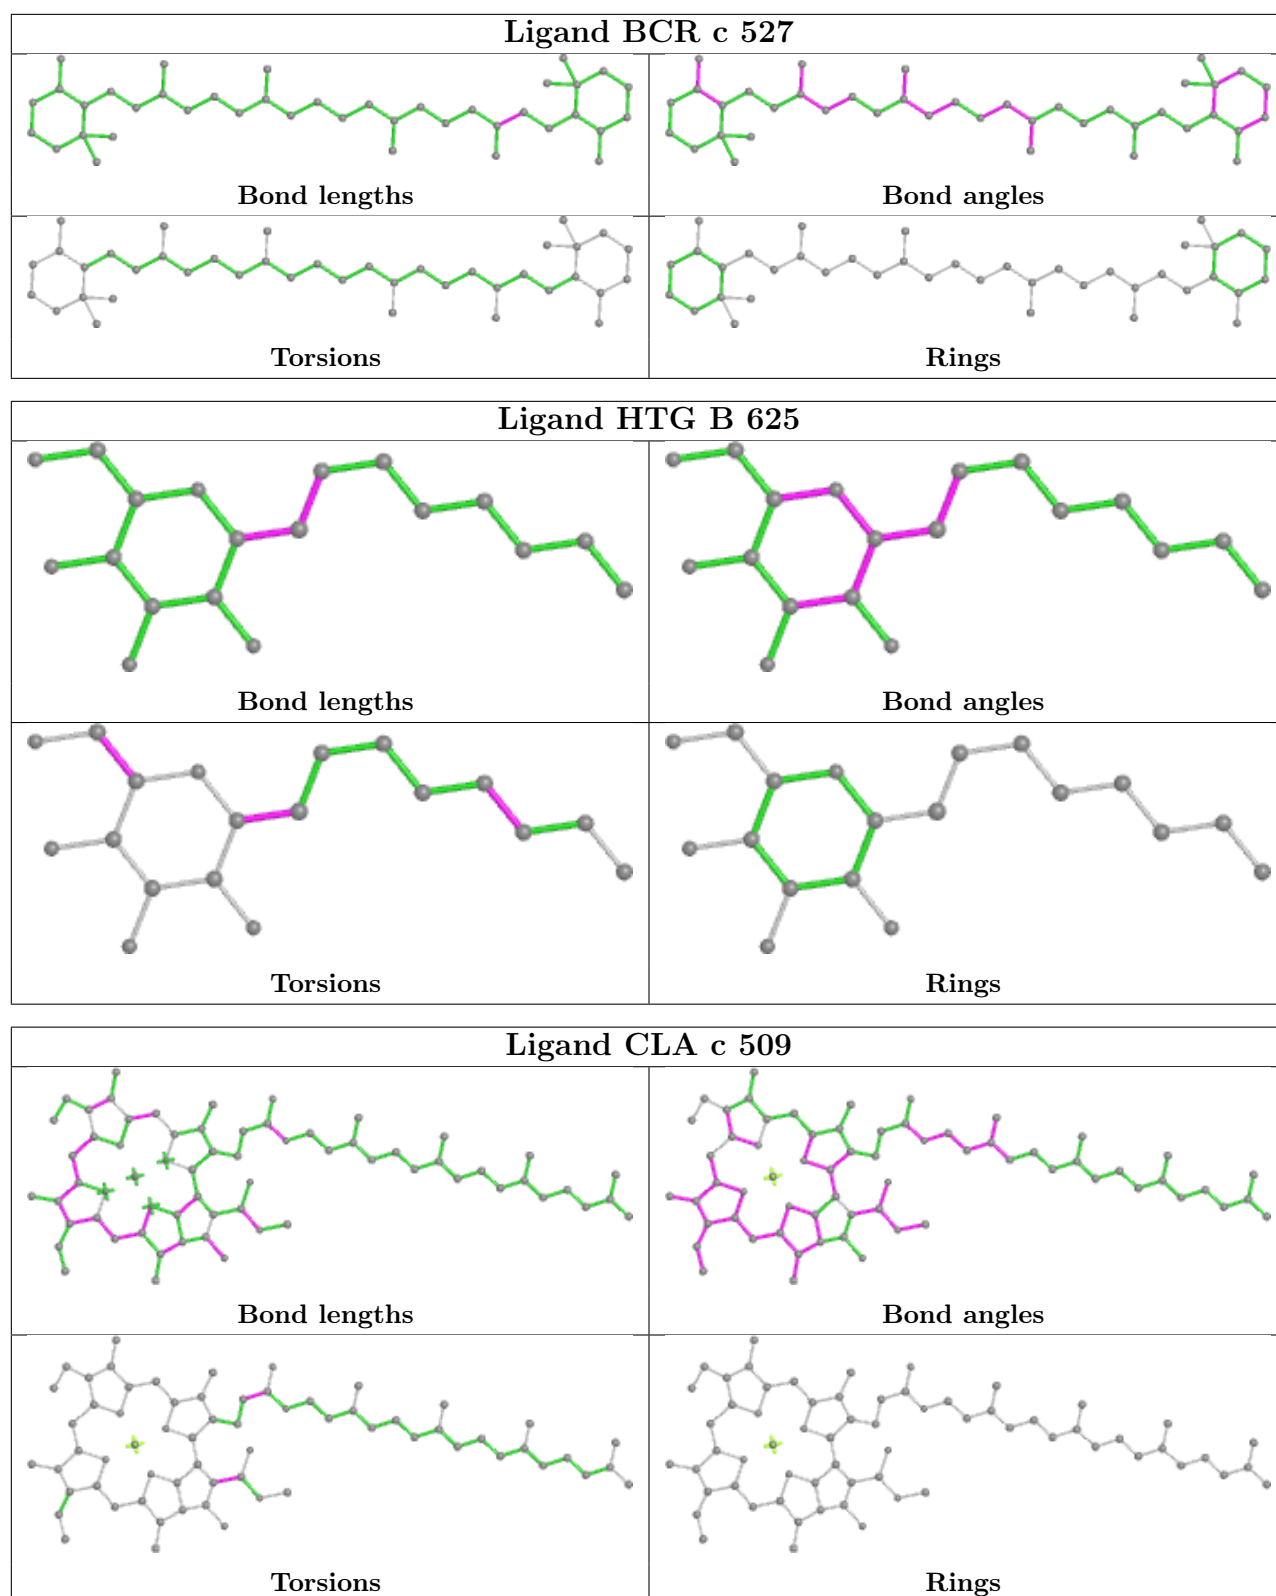 Ligand BCR c 527
Bond lengths
Bond angles
Torsions
Rings
Ligand HTG B 625
Bond lengths
Bond angles
Torsions
Rings
Ligand CLA c 509
Bond lengths
Bond angles
Torsions
Rings